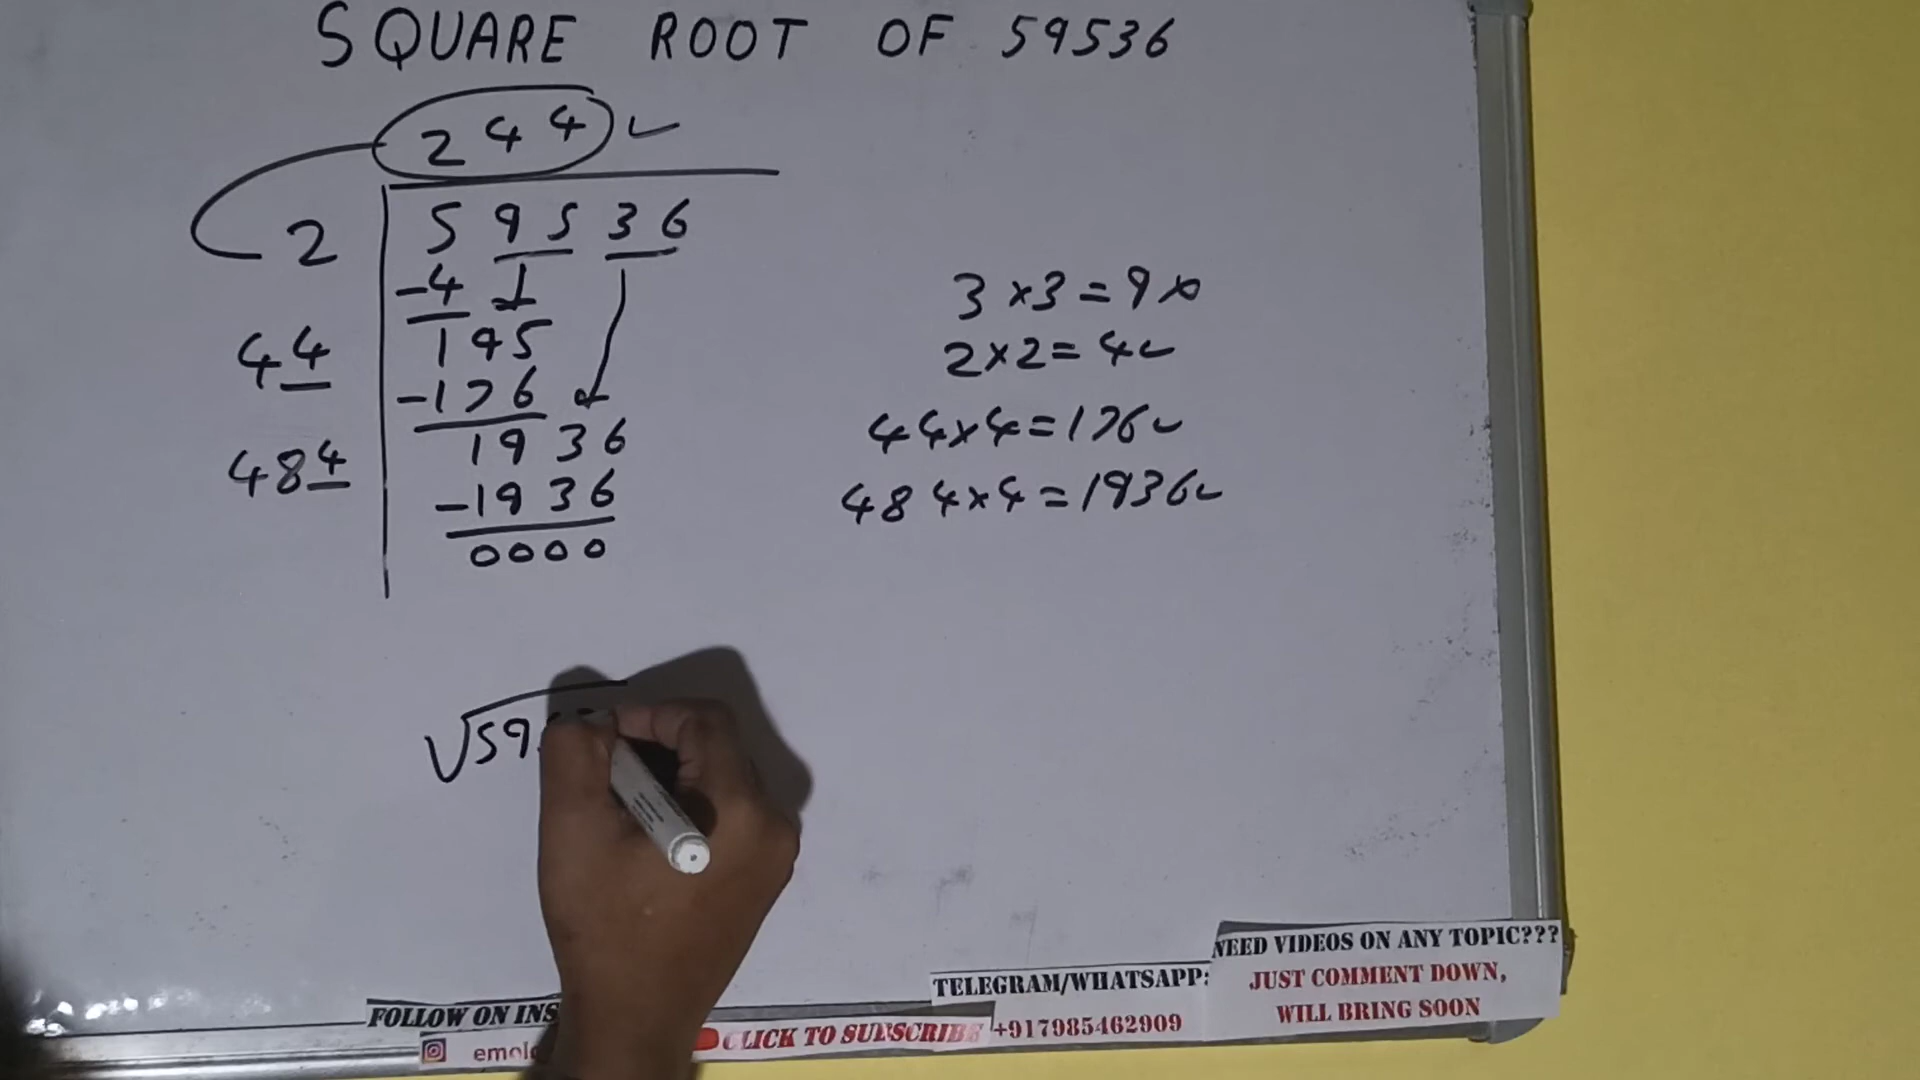 SQUARE ROOT OF 59536
244
2 59536
-4
195
44 -176
1936
484 -1936
0000
3×3=9×
2×2=4✓
44×4=176✓
484×4=1936✓
√59
NEED VIDEOS ON ANY TOPIC???
JUST COMMENT DOWN,
WILL BRING SOON
TELEGRAM/WHATSAPP:
+917985462909
FOLLOW ON INS
CLICK TO SUBSCRIBE